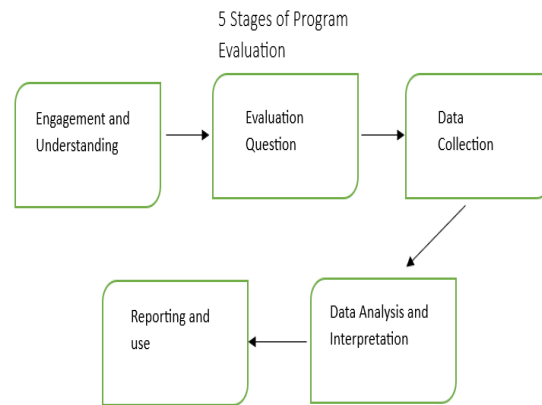 5 Stages of Program
Evaluation
Engagement and
Understanding
Evaluation
Question
Data
Collection
Data Analysis and
Interpretation
Reporting and
use